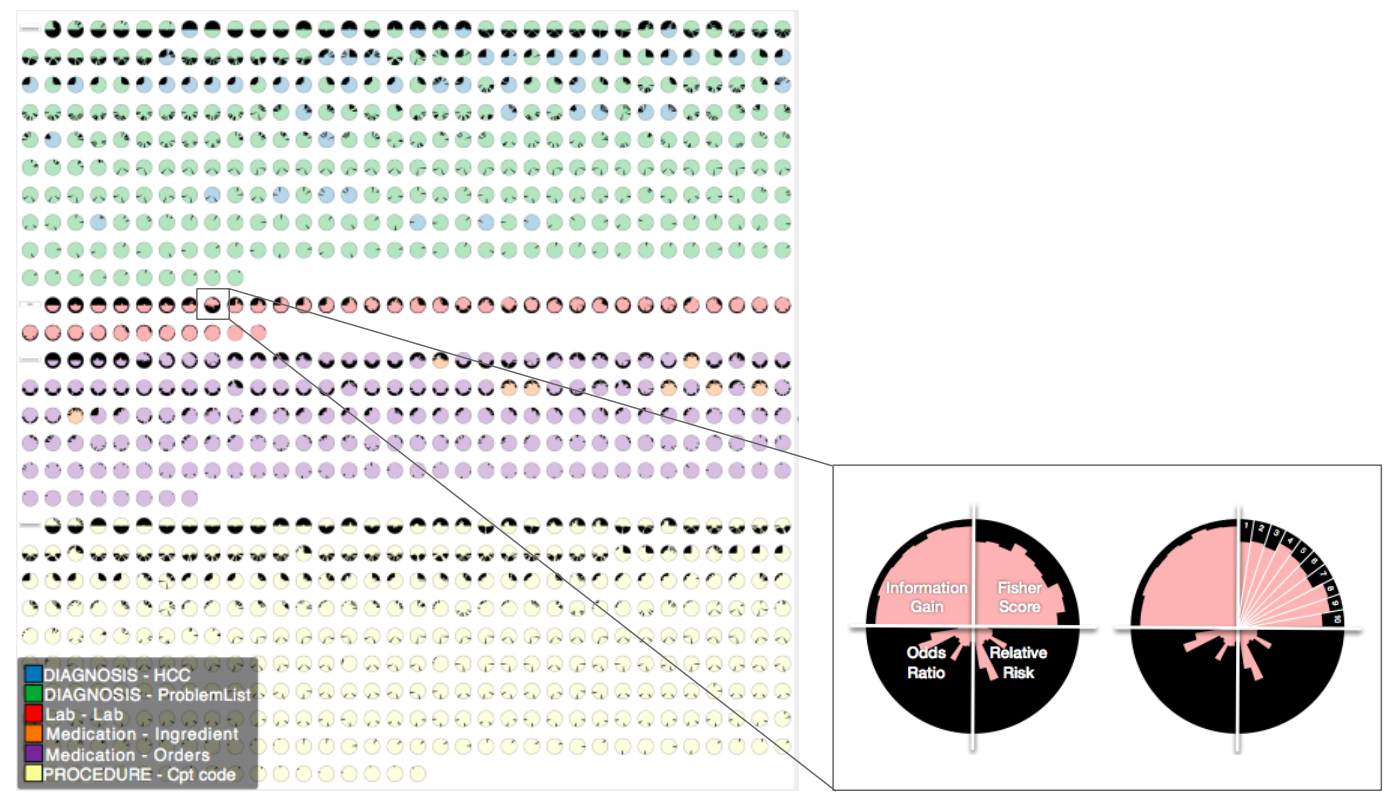 Information
Gain
Fisher
Score
Odds
Ratio
Relative
Risk
1
2
3
4
5
6
7
8
9
10
DIAGNOSIS - HCC
DIAGNOSIS - ProblemList
Lab - Lab
Medication - Ingredient
Medication - Orders
PROCEDURE - Cpt code